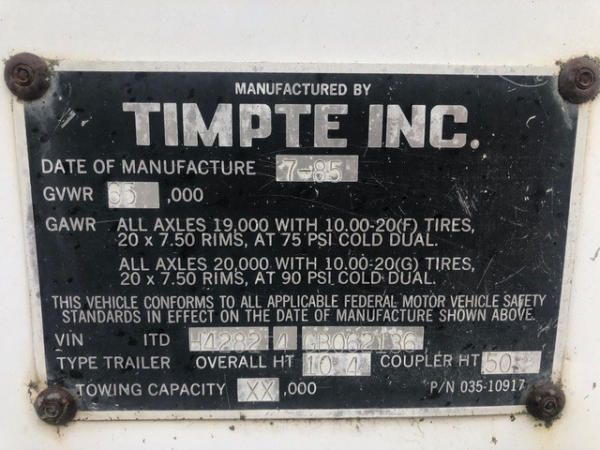 MANUFACTURED BY
TIMPTE INC.
DATE OF MANUFACTURE 7-85
GVWR 65 ,000
GAWR ALL AXLES 19,000 WITH 10.00-20(F) TIRES,
20 x 7.50 RIMS, AT 75 PSI COLD DUAL.
ALL AXLES 20,000 WITH 10.00-20(G) TIRES,
20 x 7.50 RIMS, AT 90 PSI COLD DUAL.
THIS VEHICLE CONFORMS TO ALL APPLICABLE FEDERAL MOTOR VEHICLE SAFETY
STANDARDS IN EFFECT ON THE DATE OF MANUFACTURE SHOWN ABOVE.
VIN 1TD
TYPE TRAILER OVERALL HT 10 4 COUPLER HT 50
TOWING CAPACITY XX ,000 P/N 035-10917